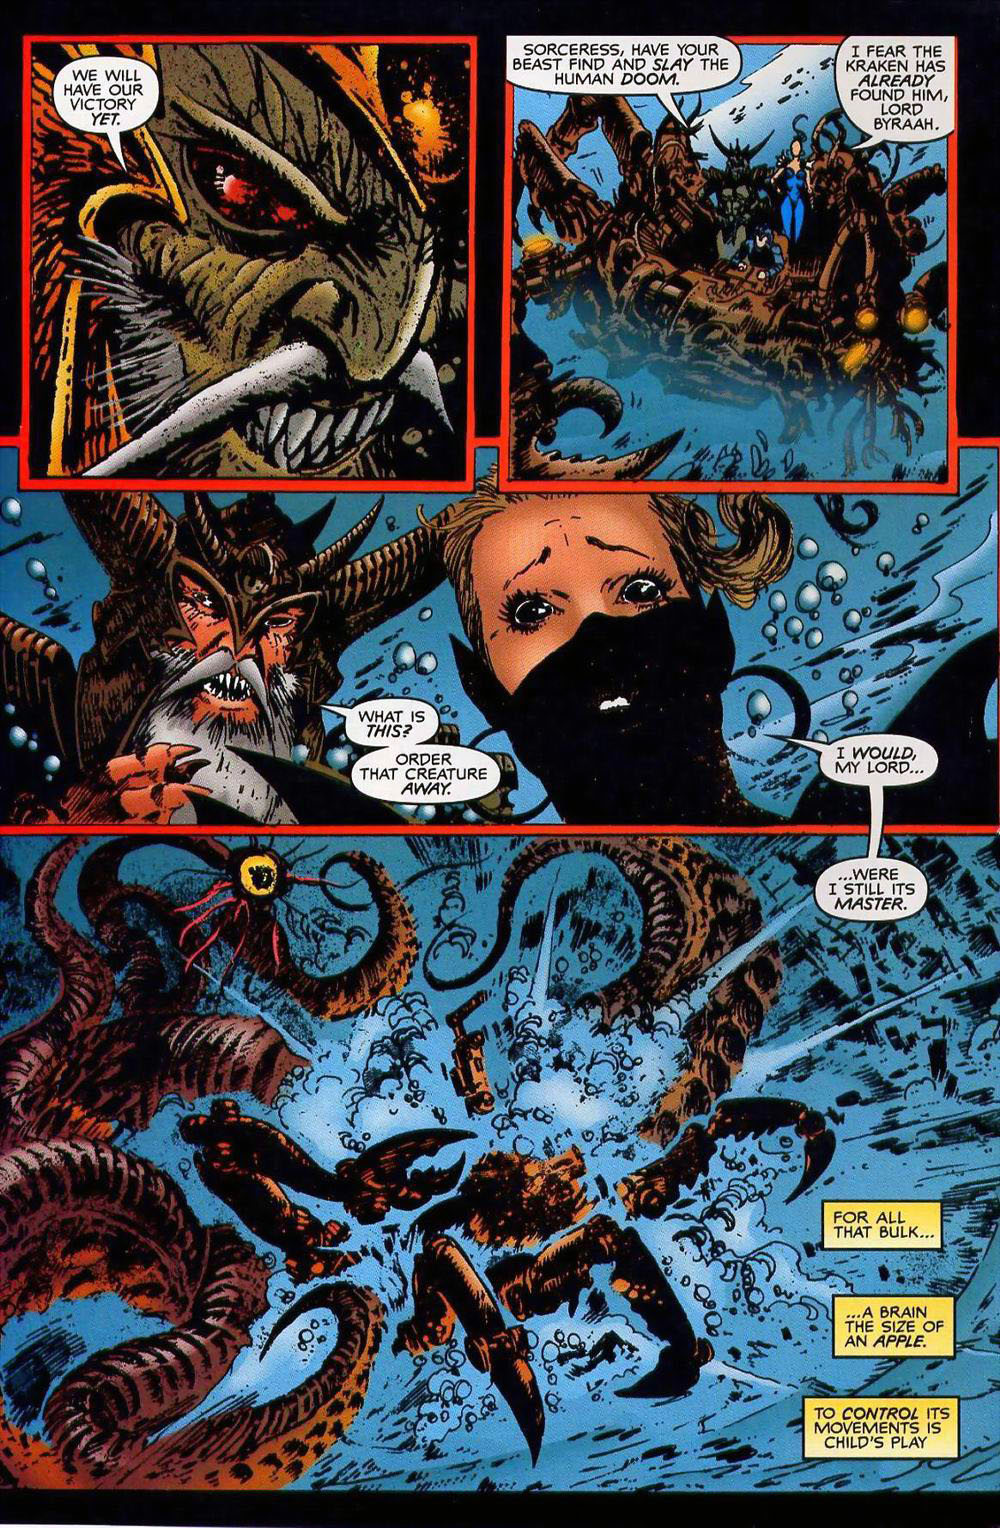 WE WILL
HAVE OUR
VICTORY
YET.
SORCERESS, HAVE YOUR
BEAST FIND AND SLAY THE
HUMAN DOOM.
I FEAR THE
KRAKEN HAS
ALREADY
FOUND HIM,
LORD
BYRAAH.
WHAT IS
THIS?
ORDER
THAT CREATURE
AWAY.
I WOULD,
MY LORD...
...WERE
I STILL ITS
MASTER.
FOR ALL
THAT BULK...
...A BRAIN
THE SIZE OF
AN APPLE.
TO CONTROL ITS
MOVEMENTS IS
CHILD'S PLAY